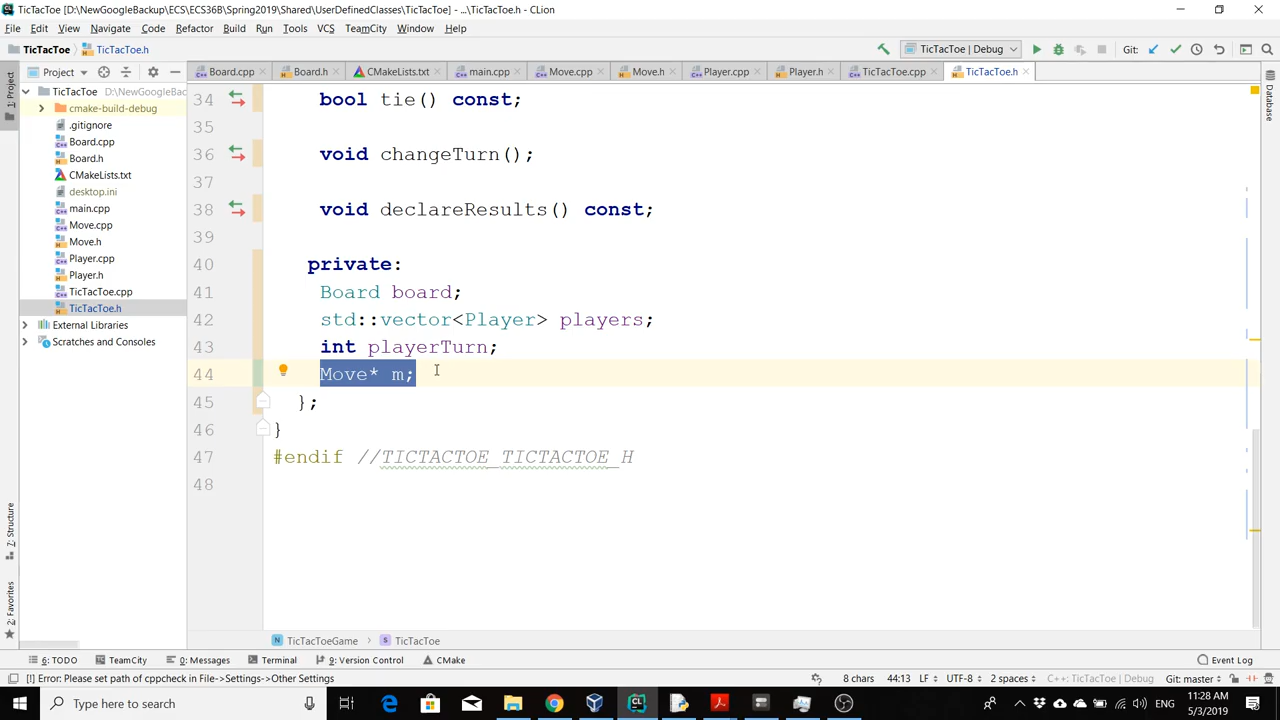 TicTacToe [D:\NewGoogleBackup\ECS\ECS36B\Spring2019\Shared\UserDefinedClasses\TicTacToe] - ...\TicTacToe.h - CLion
File Edit View Navigate Code Refactor Build Run Tools VCS TeamCity Window Help
TicTacToe TicTacToe.h TicTacToe | Debug Git:
Project Board.cpp Board.h CMakeLists.txt main.cpp Move.cpp Move.h Player.cpp Player.h TicTacToe.cpp TicTacToe.h
1: Project
7: Structure
2: Favorites
Database
TicTacToe D:\NewGoogleBac
cmake-build-debug
.gitignore
Board.cpp
Board.h
CMakeLists.txt
desktop.ini
main.cpp
Move.cpp
Move.h
Player.cpp
Player.h
TicTacToe.cpp
TicTacToe.h
External Libraries
Scratches and Consoles
34 bool tie() const;
35
36 void changeTurn();
37
38 void declareResults() const;
39
40 private:
41 Board board;
42 std::vector<Player> players;
43 int playerTurn;
44 Move* m;
45 };
46 }
47 #endif //TICTACTOE_TICTACTOE_H
48
N TicTacToeGame S TicTacToe
6: TODO TeamCity 0: Messages Terminal 9: Version Control CMake Event Log
[!] Error: Please set path of cppcheck in File->Settings->Other Settings 8 chars 44:13 LF UTF-8 2 spaces C++: TicTacToe | Debug Git: master
Type here to search ENG 11:28 AM
5/3/2019